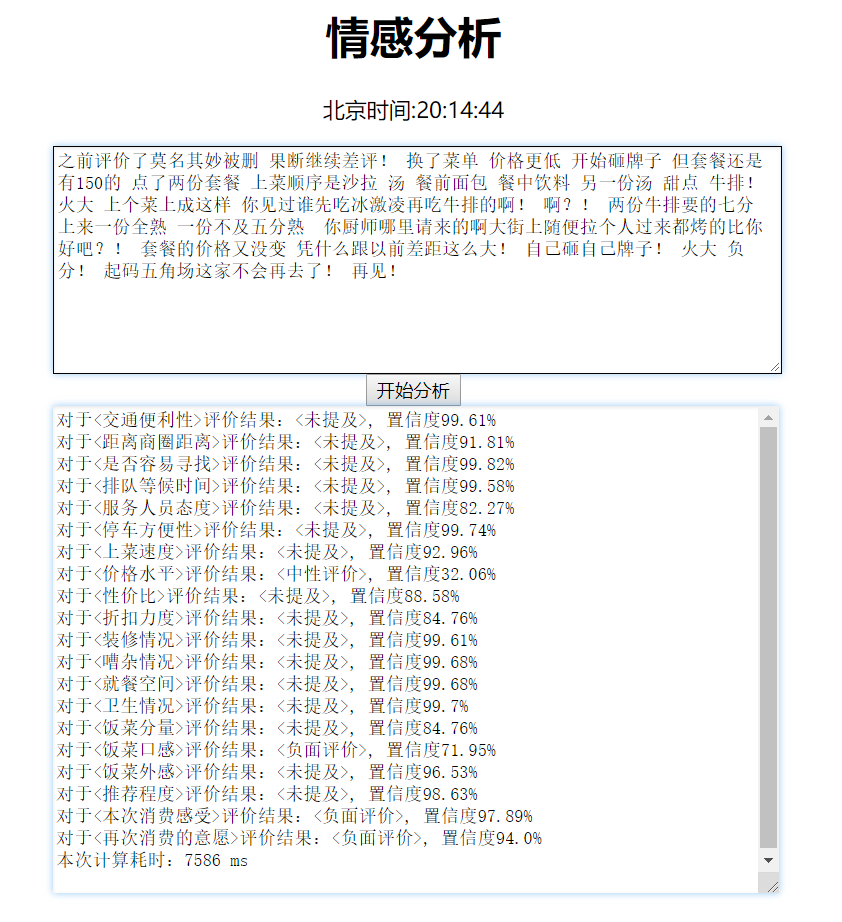 情感分析
北京时间:20:14:44
之前评价了莫名其妙被删 果断继续差评！ 换了菜单 价格更低 开始砸牌子 但套餐还是
有150的 点了两份套餐 上菜顺序是沙拉 汤 餐前面包 餐中饮料 另一份汤 甜点 牛排！
火大 上个菜上成这样 你见过谁先吃冰激凌再吃牛排的啊！ 啊？！ 两份牛排要的七分
上来一份全熟 一份不及五分熟  你厨师哪里请来的啊大街上随便拉个人过来都烤的比你
好吧？！ 套餐的价格又没变 凭什么跟以前差距这么大！ 自己砸自己牌子！ 火大 负
分！ 起码五角场这家不会再去了！ 再见！
开始分析
对于<交通便利性>评价结果：<未提及>, 置信度99.61%
对于<距离商圈距离>评价结果：<未提及>, 置信度91.81%
对于<是否容易寻找>评价结果：<未提及>, 置信度99.82%
对于<排队等候时间>评价结果：<未提及>, 置信度99.58%
对于<服务人员态度>评价结果：<未提及>, 置信度82.27%
对于<停车方便性>评价结果：<未提及>, 置信度99.74%
对于<上菜速度>评价结果：<未提及>, 置信度92.96%
对于<价格水平>评价结果：<中性评价>, 置信度32.06%
对于<性价比>评价结果：<未提及>, 置信度88.58%
对于<折扣力度>评价结果：<未提及>, 置信度84.76%
对于<装修情况>评价结果：<未提及>, 置信度99.61%
对于<嘈杂情况>评价结果：<未提及>, 置信度99.68%
对于<就餐空间>评价结果：<未提及>, 置信度99.68%
对于<卫生情况>评价结果：<未提及>, 置信度99.7%
对于<饭菜分量>评价结果：<未提及>, 置信度84.76%
对于<饭菜口感>评价结果：<负面评价>, 置信度71.95%
对于<饭菜外感>评价结果：<未提及>, 置信度96.53%
对于<推荐程度>评价结果：<未提及>, 置信度98.63%
对于<本次消费感受>评价结果：<负面评价>, 置信度97.89%
对于<再次消费的意愿>评价结果：<负面评价>, 置信度94.0%
本次计算耗时：7586 ms